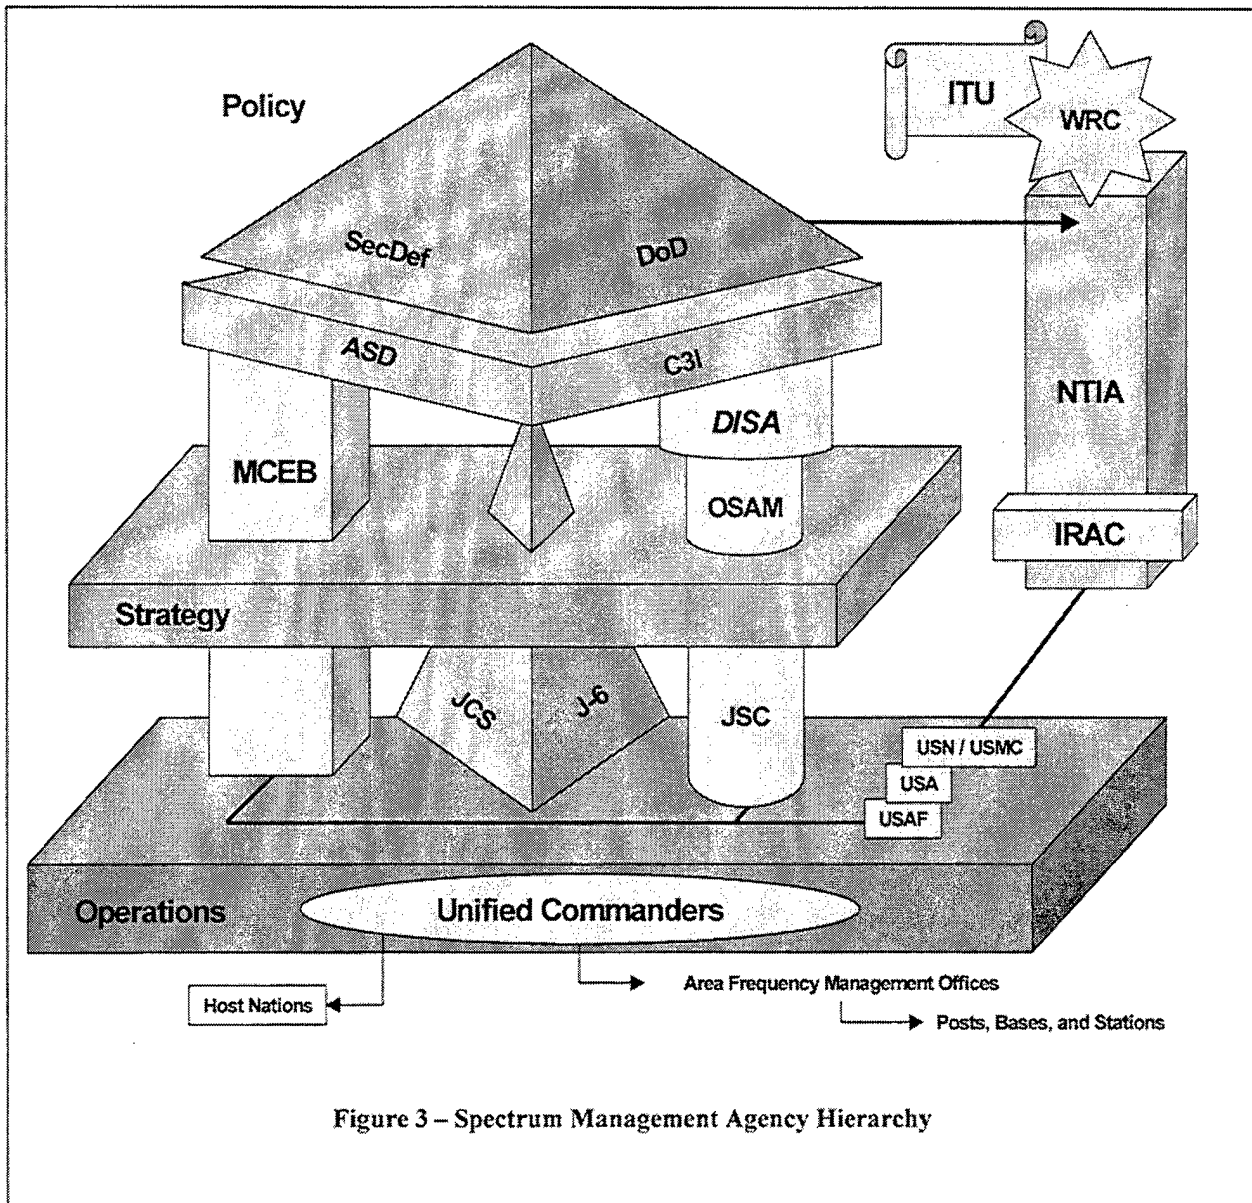 Policy
ITU
WRC
SecDef
DoD
ASD
C3I
NTIA
DISA
MCEB
OSAM
IRAC
Strategy
JCS
J-6
JSC
USN / USMC
USA
USAF
Operations
Unified Commanders
Host Nations
Area Frequency Management Offices
Posts, Bases, and Stations
Figure 3 – Spectrum Management Agency Hierarchy